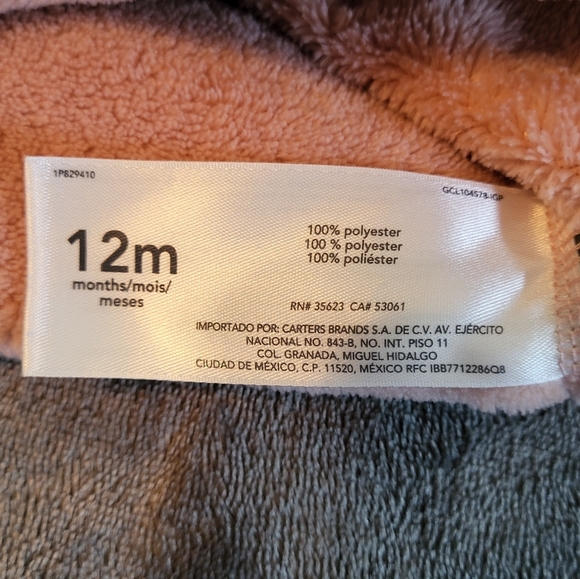 1P829410
GCL104578-IGP
12m
months/mois/
meses
100% polyester
100 % polyester
100% poliéster
RN# 35623 CA# 53061
IMPORTADO POR: CARTERS BRANDS S.A. DE C.V. AV. EJÉRCITO
NACIONAL NO. 843-B, NO. INT. PISO 11
COL. GRANADA, MIGUEL HIDALGO
CIUDAD DE MÉXICO, C.P. 11520, MÉXICO RFC IBB7712286Q8